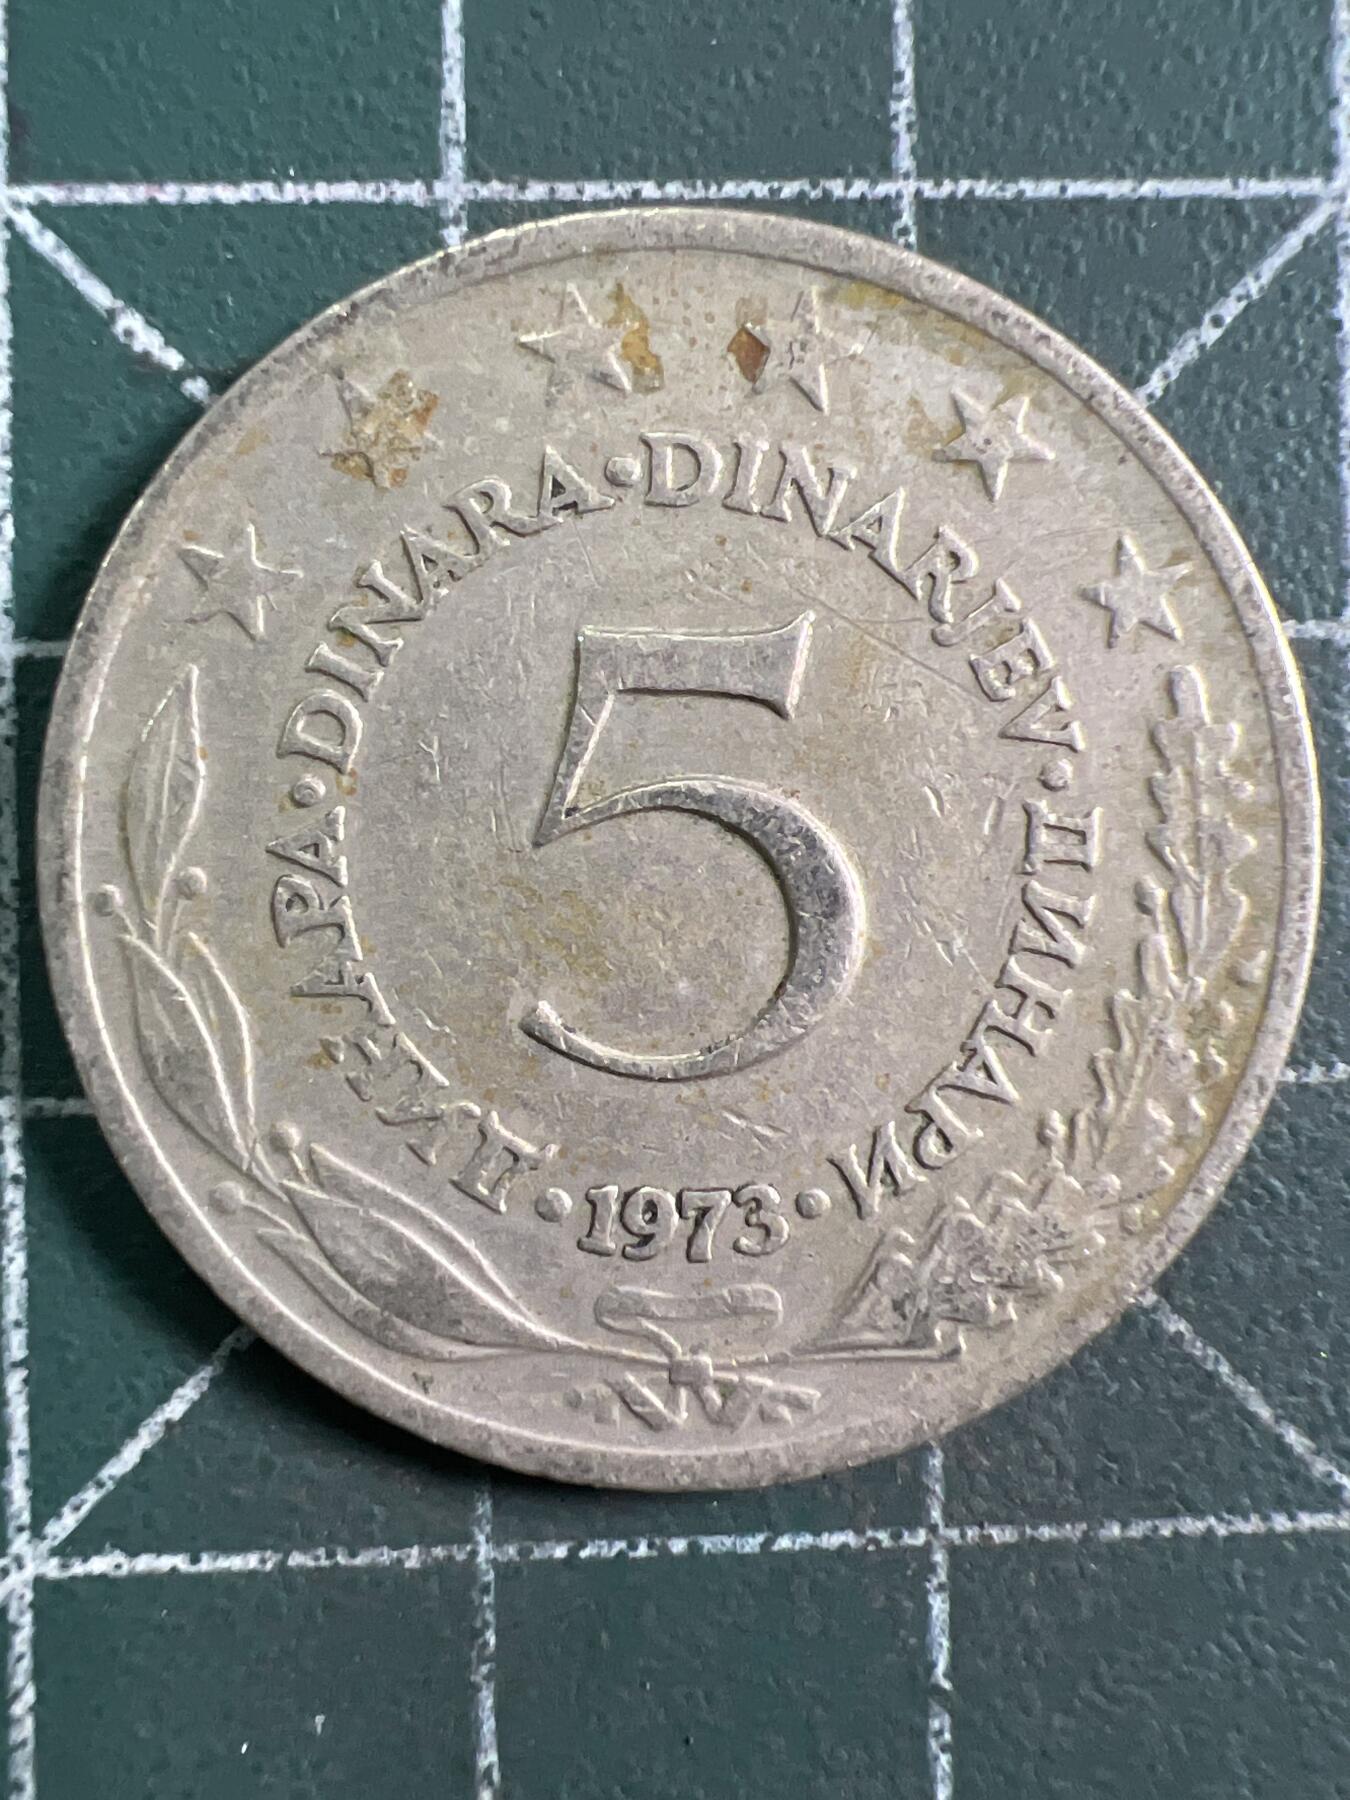 5
ДИНАРА · DINARA · DINARJEV · ДИНАРИ
· 1973 ·